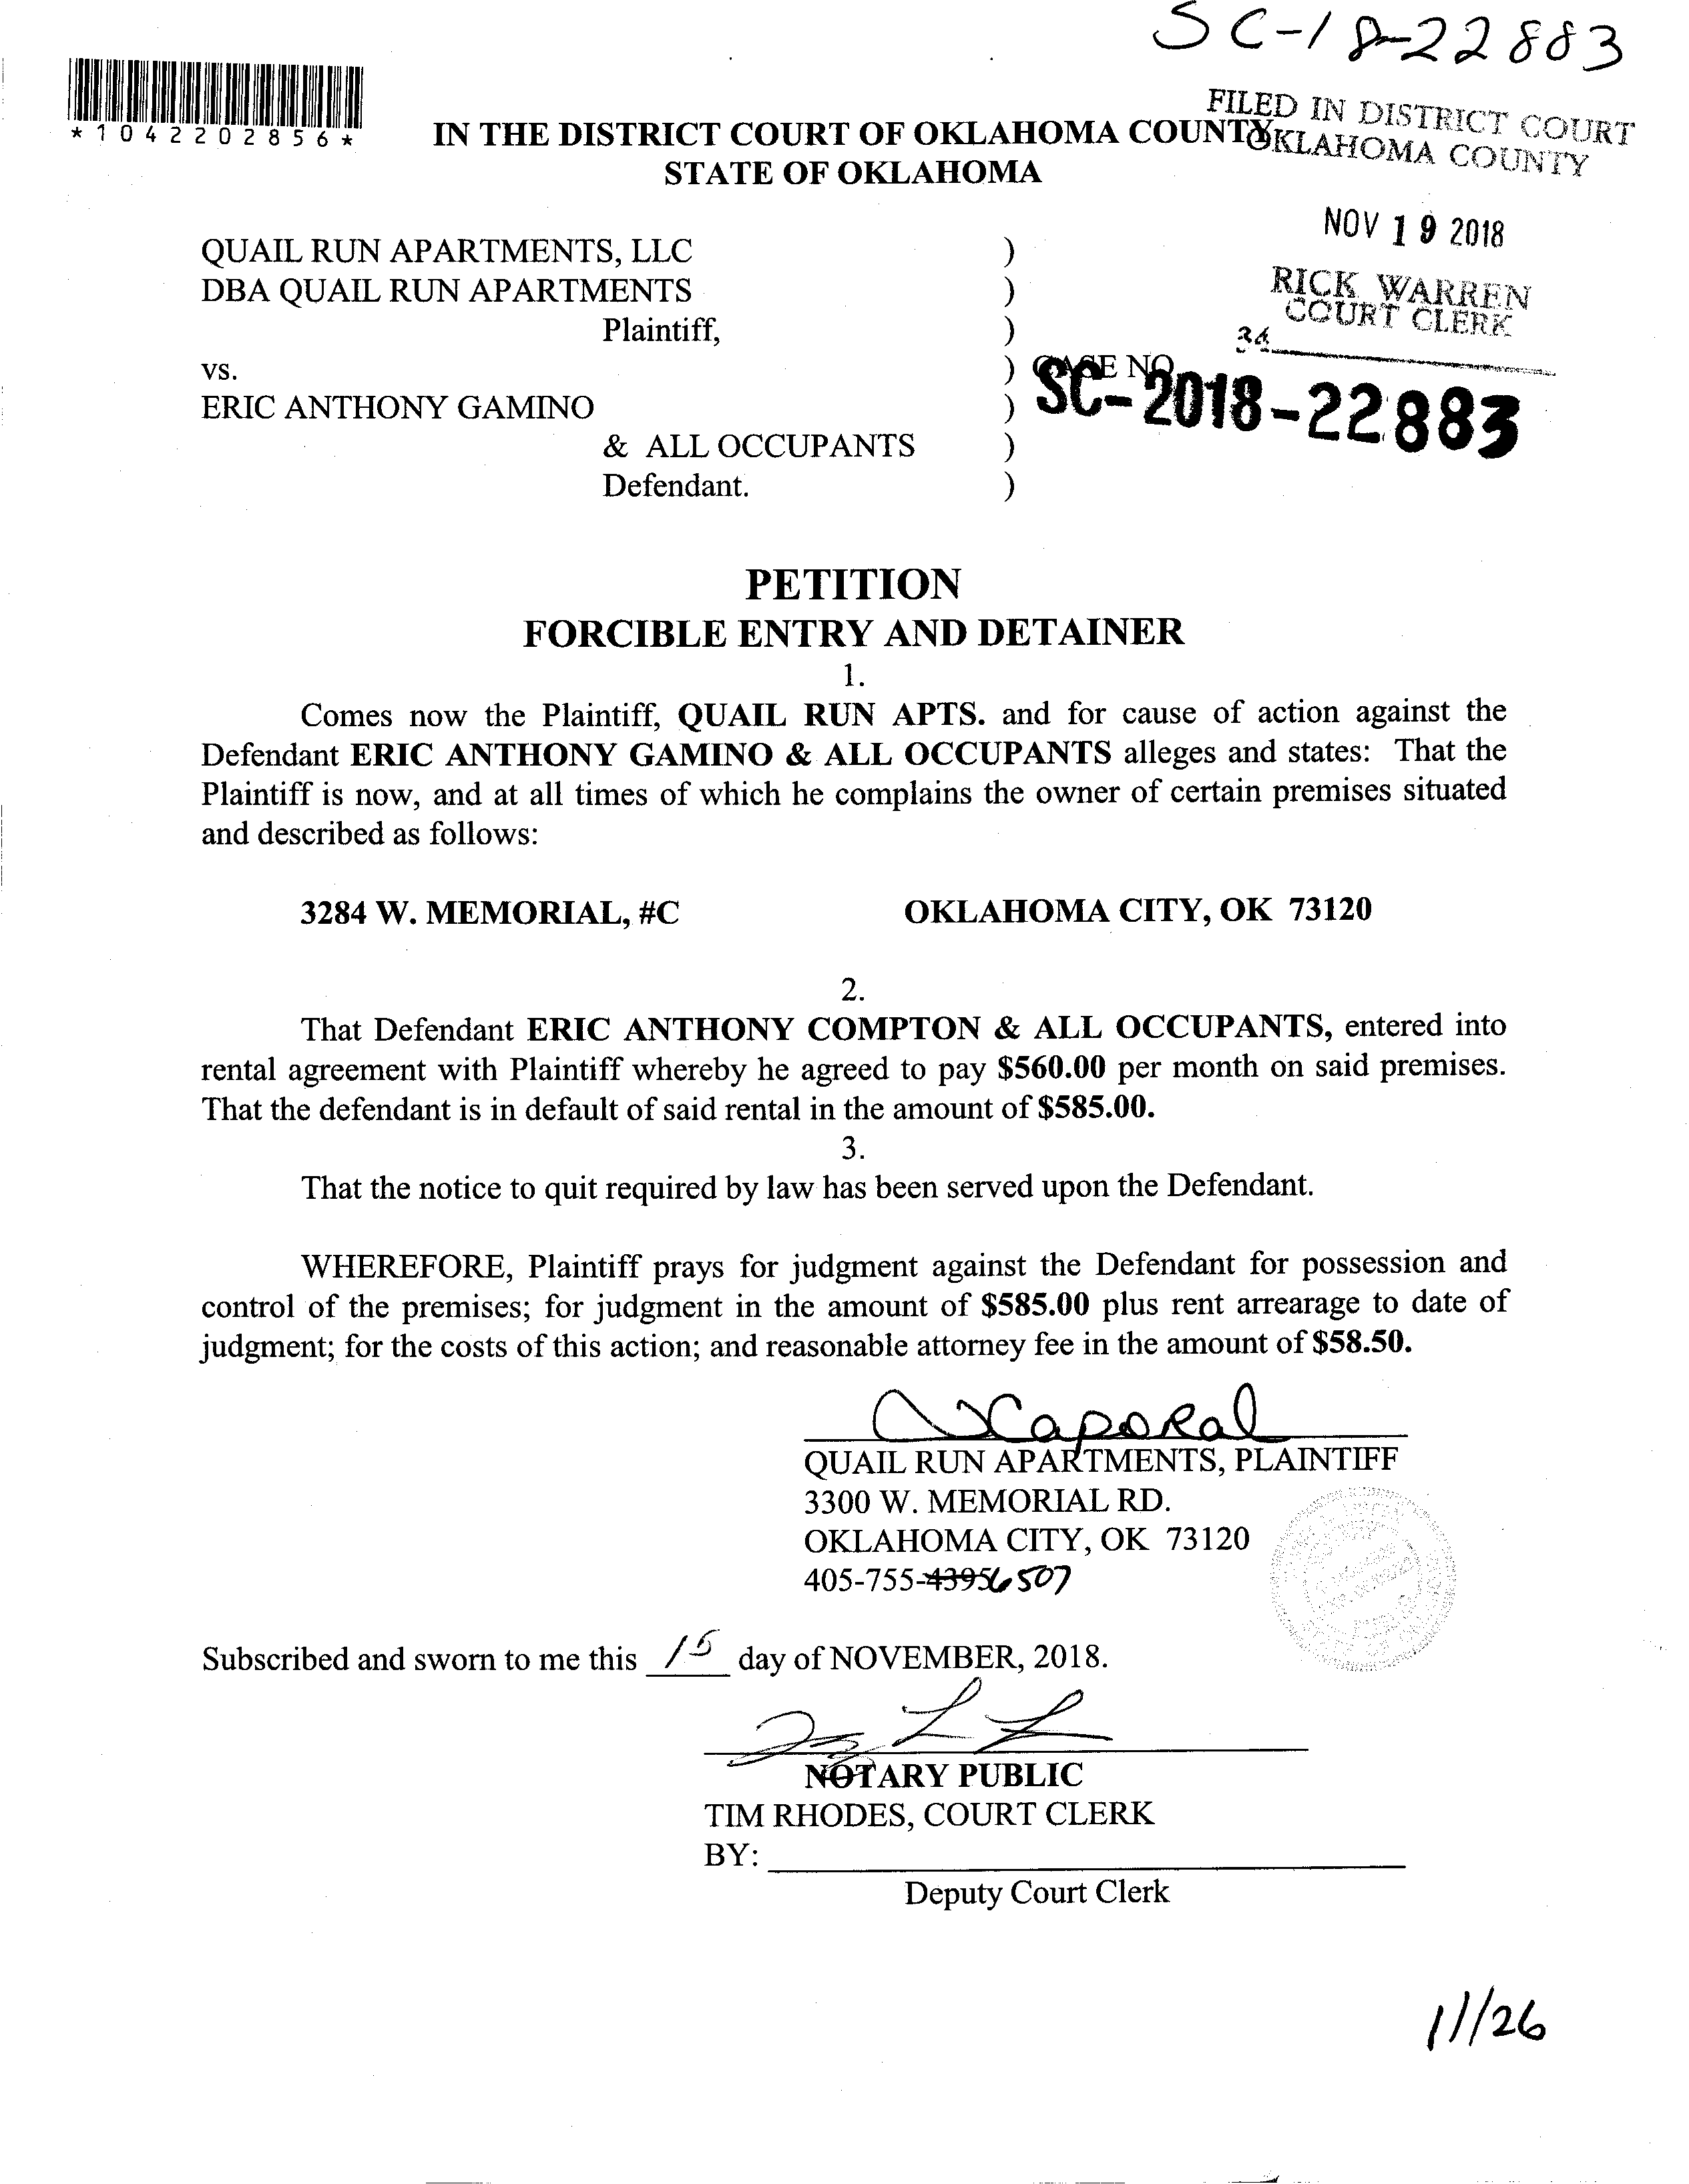 SC-18-22883
*1042202856*
FILED IN DISTRICT COURT
OKLAHOMA COUNTY
IN THE DISTRICT COURT OF OKLAHOMA COUNTY
STATE OF OKLAHOMA
NOV 19 2018
RICK WARREN
COURT CLERK
QUAIL RUN APARTMENTS, LLC )
DBA QUAIL RUN APARTMENTS )
Plaintiff, )
vs. ) CASE NO.
SC-2018-22883
ERIC ANTHONY GAMINO )
& ALL OCCUPANTS )
Defendant. )
PETITION
FORCIBLE ENTRY AND DETAINER
1.
Comes now the Plaintiff, QUAIL RUN APTS. and for cause of action against the
Defendant ERIC ANTHONY GAMINO & ALL OCCUPANTS alleges and states: That the
Plaintiff is now, and at all times of which he complains the owner of certain premises situated
and described as follows:
3284 W. MEMORIAL, #C OKLAHOMA CITY, OK 73120
2.
That Defendant ERIC ANTHONY COMPTON & ALL OCCUPANTS, entered into
rental agreement with Plaintiff whereby he agreed to pay $560.00 per month on said premises.
That the defendant is in default of said rental in the amount of $585.00.
3.
That the notice to quit required by law has been served upon the Defendant.
WHEREFORE, Plaintiff prays for judgment against the Defendant for possession and
control of the premises; for judgment in the amount of $585.00 plus rent arrearage to date of
judgment; for the costs of this action; and reasonable attorney fee in the amount of $58.50.
Caporal
QUAIL RUN APARTMENTS, PLAINTIFF
3300 W. MEMORIAL RD.
OKLAHOMA CITY, OK 73120
405-755-4395 6507
Subscribed and sworn to me this 15 day of NOVEMBER, 2018.
NOTARY PUBLIC
TIM RHODES, COURT CLERK
BY:
Deputy Court Clerk
11/26